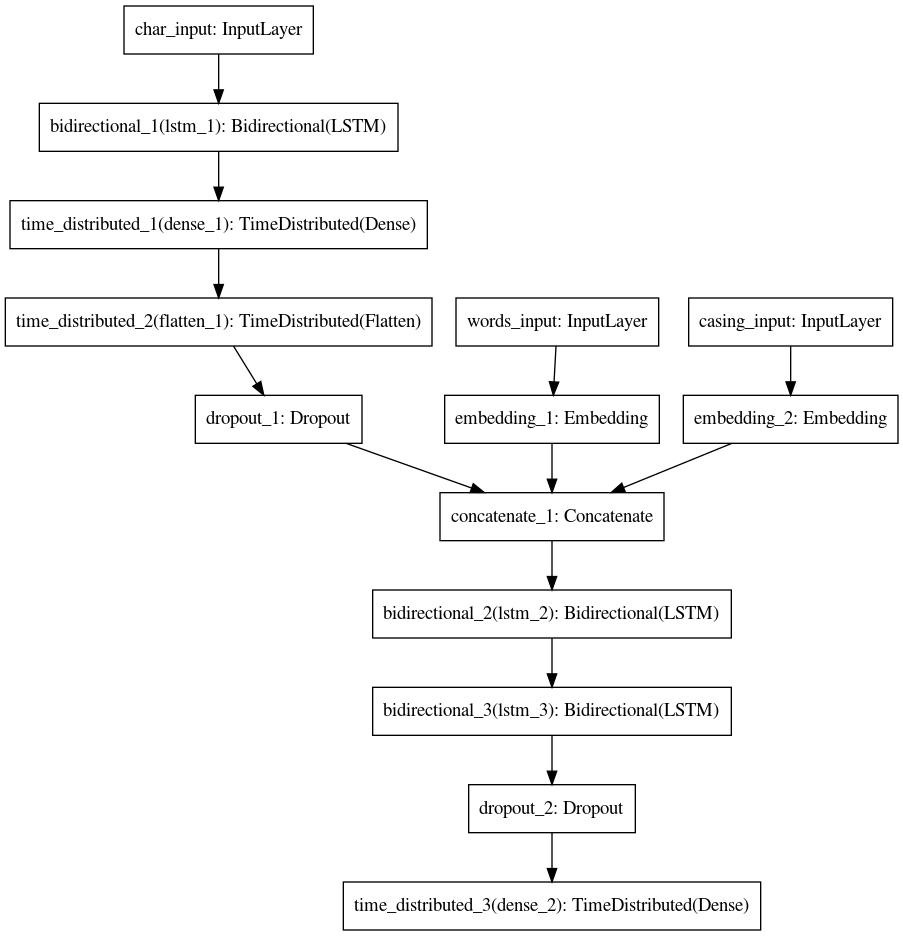 char_input: InputLayer
bidirectional_1(lstm_1): Bidirectional(LSTM)
time_distributed_1(dense_1): TimeDistributed(Dense)
time_distributed_2(flatten_1): TimeDistributed(Flatten)
words_input: InputLayer
casing_input: InputLayer
dropout_1: Dropout
embedding_1: Embedding
embedding_2: Embedding
concatenate_1: Concatenate
bidirectional_2(lstm_2): Bidirectional(LSTM)
bidirectional_3(lstm_3): Bidirectional(LSTM)
dropout_2: Dropout
time_distributed_3(dense_2): TimeDistributed(Dense)